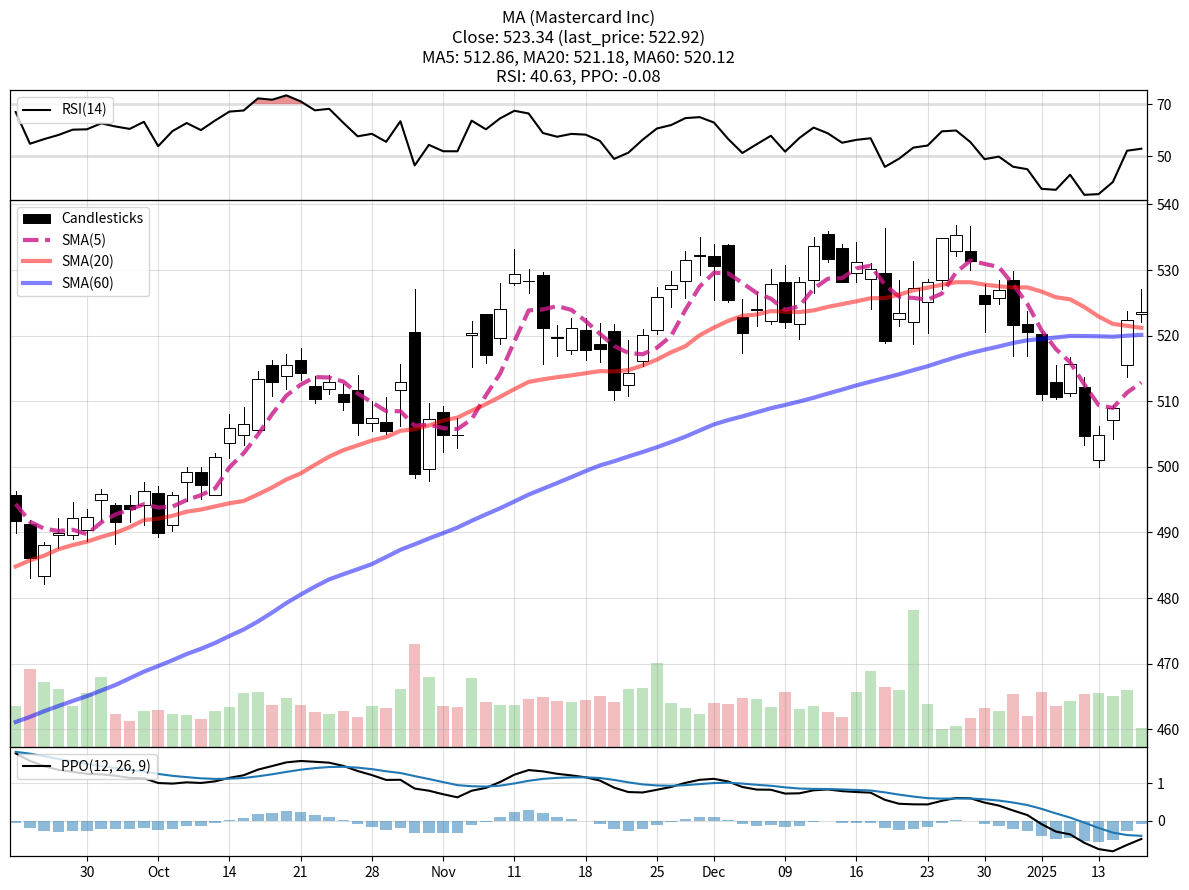 MA (Mastercard Inc)
Close: 523.34 (last_price: 522.92)
MA5: 512.86, MA20: 521.18, MA60: 520.12
RSI: 40.63, PPO: -0.08
RSI(14)
70
50
Candlesticks
SMA(5)
SMA(20)
SMA(60)
540
530
520
510
500
490
480
470
460
PPO(12, 26, 9)
1
0
30 Oct 14 21 28 Nov 11 18 25 Dec 09 16 23 30 2025 13